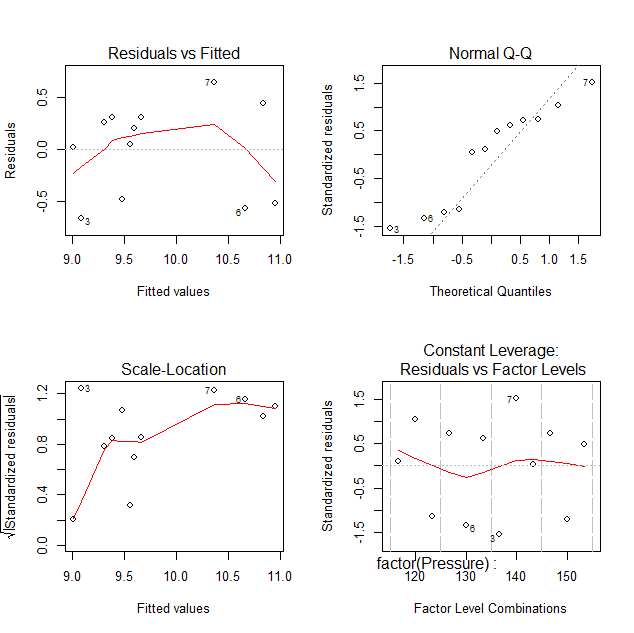 Residuals vs Fitted
Residuals
0.5
0.0
-0.5
7
3
6
9.0 9.5 10.0 10.5 11.0
Fitted values
Normal Q-Q
Standardized residuals
1.5
0.5
-0.5
-1.5
7
3
6
-1.5 -0.5 0.5 1.0 1.5
Theoretical Quantiles
Scale-Location
√|Standardized residuals|
1.2
0.8
0.4
0.0
3
7
6
9.0 9.5 10.0 10.5 11.0
Fitted values
Constant Leverage:
Residuals vs Factor Levels
Standardized residuals
1.5
0.5
-0.5
-1.5
7
6
3
factor(Pressure) :
120 130 140 150
Factor Level Combinations